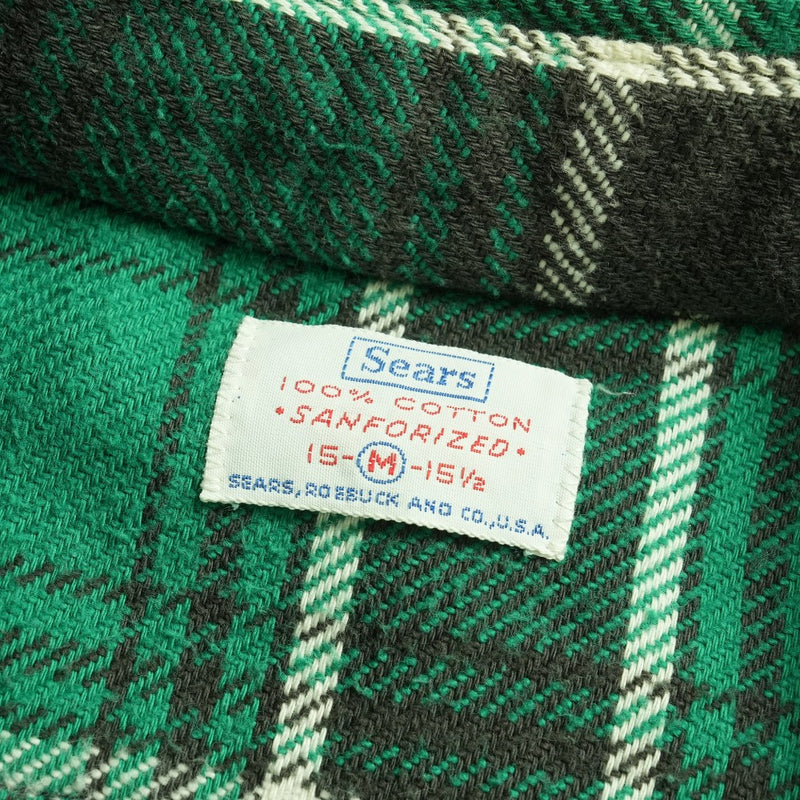 Sears
100% COTTON
•SANFORIZED•
15-M-15½
SEARS, ROEBUCK AND CO., U.S.A.